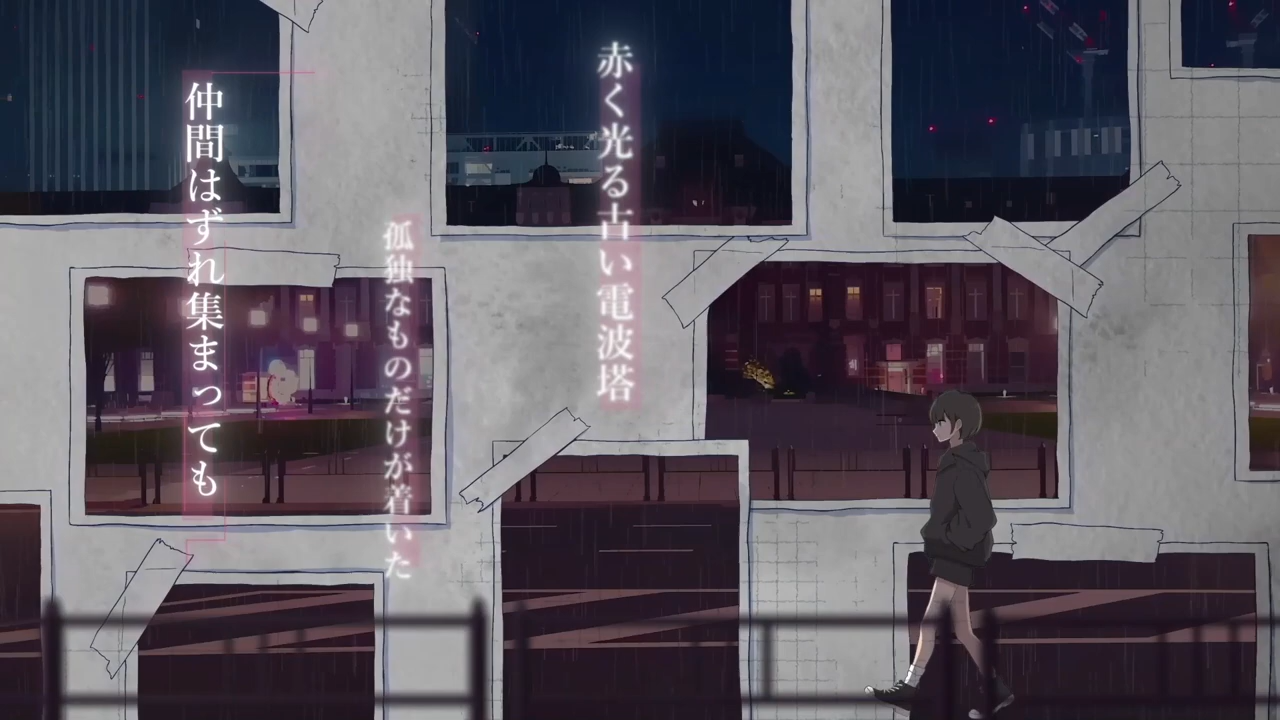 赤く光る古い電波塔
孤独なものだけが着いた
仲間はずれ集まっても